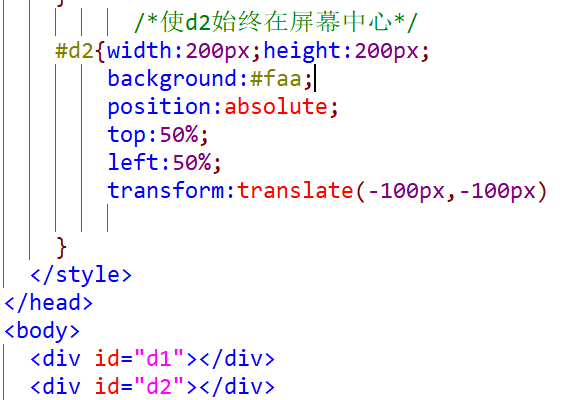 }
/*使d2始终在屏幕中心*/
#d2{width:200px;height:200px;
background:#faa;
position:absolute;
top:50%;
left:50%;
transform:translate(-100px,-100px)
}
</style>
</head>
<body>
<div id="d1"></div>
<div id="d2"></div>